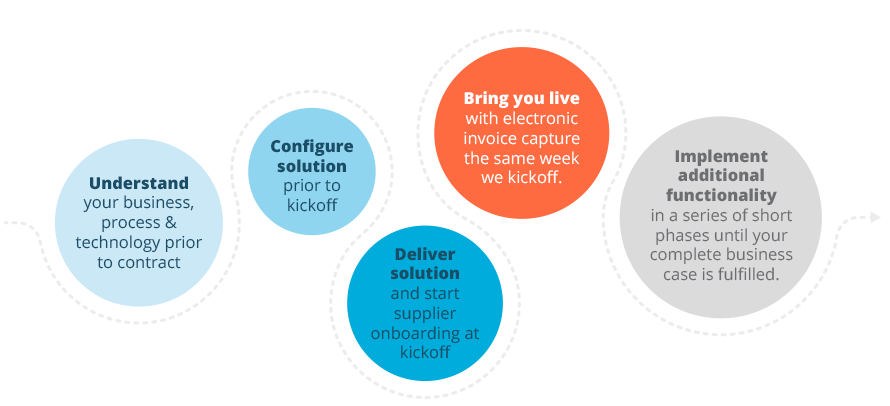 Understand
your business,
process &
technology prior
to contract
Configure
solution
prior to
kickoff
Deliver
solution
and start
supplier
onboarding at
kickoff
Bring you live
with electronic
invoice capture
the same week
we kickoff.
Implement
additional
functionality
in a series of short
phases until your
complete business
case is fulfilled.